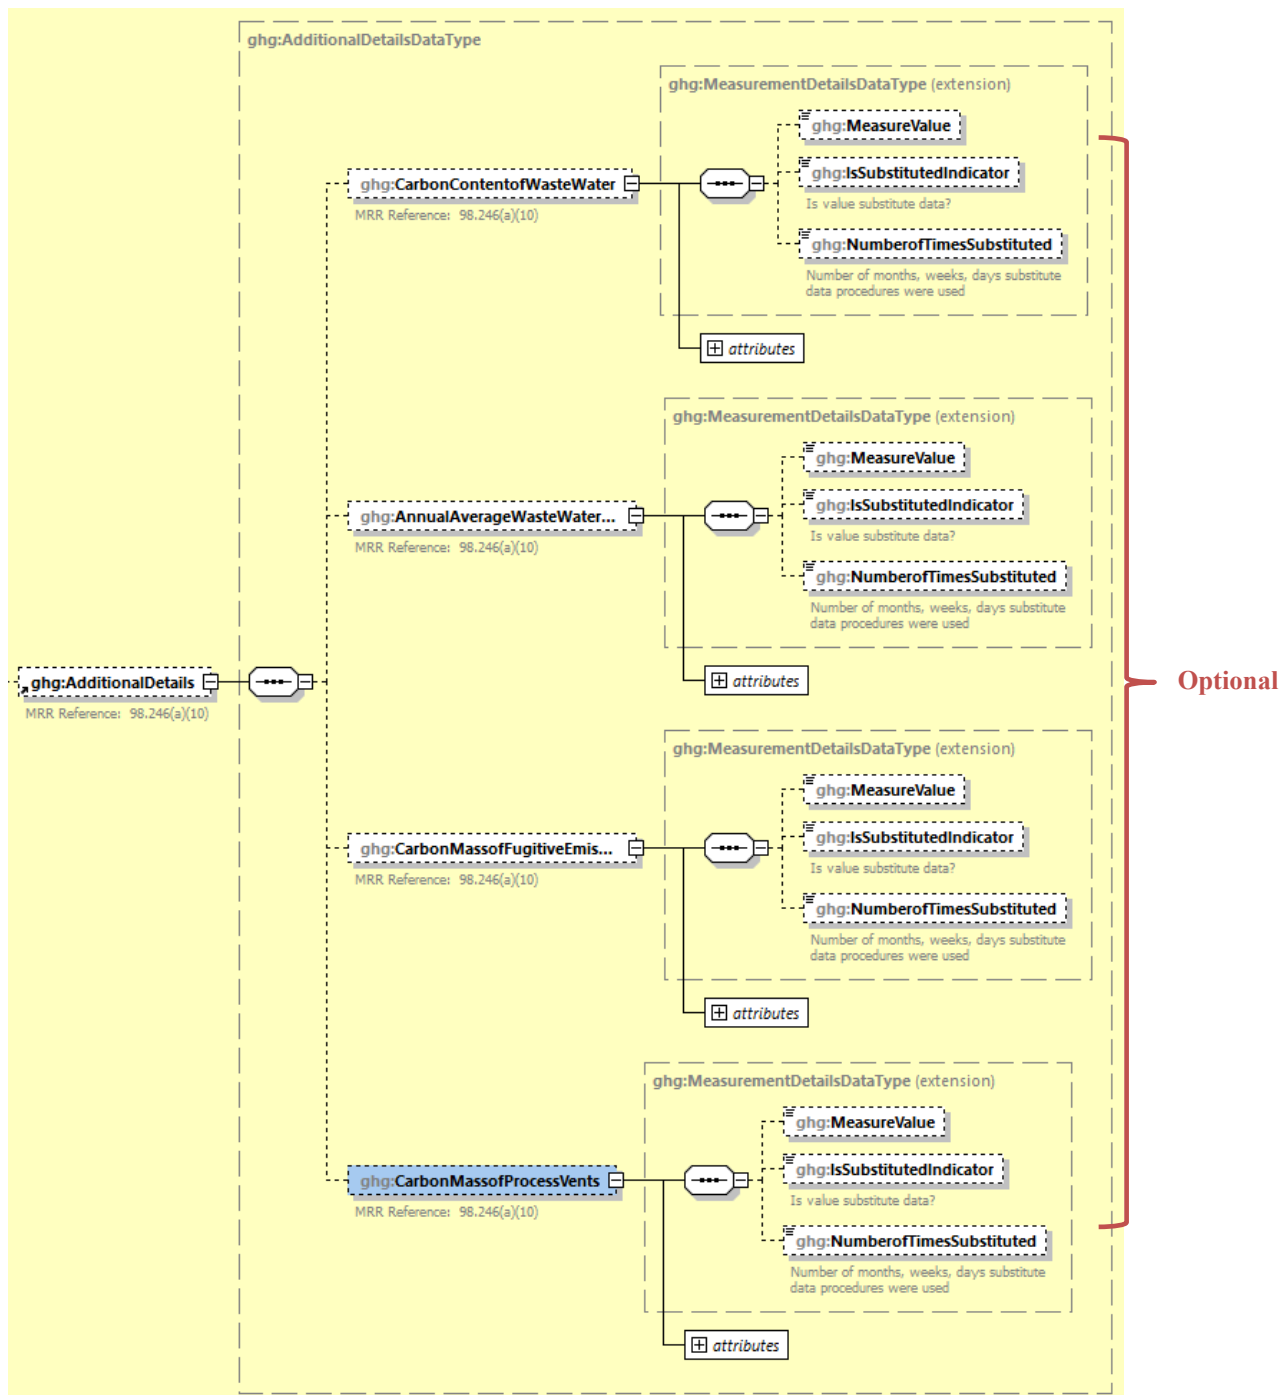 ghg:AdditionalDetailsDataType
ghg:MeasurementDetailsDataType (extension)
ghg:MeasureValue
ghg:CarbonContentofWasteWater
MRR Reference: 98.246(a)(10)
ghg:IsSubstitutedIndicator
Is value substitute data?
ghg:NumberofTimesSubstituted
Number of months, weeks, days substitute
data procedures were used
attributes
ghg:MeasurementDetailsDataType (extension)
ghg:MeasureValue
ghg:AnnualAverageWasteWater...
MRR Reference: 98.246(a)(10)
ghg:IsSubstitutedIndicator
Is value substitute data?
ghg:NumberofTimesSubstituted
Number of months, weeks, days substitute
data procedures were used
attributes
ghg:AdditionalDetails
MRR Reference: 98.246(a)(10)
Optional
ghg:MeasurementDetailsDataType (extension)
ghg:MeasureValue
ghg:CarbonMassofFugitiveEmis...
MRR Reference: 98.246(a)(10)
ghg:IsSubstitutedIndicator
Is value substitute data?
ghg:NumberofTimesSubstituted
Number of months, weeks, days substitute
data procedures were used
attributes
ghg:MeasurementDetailsDataType (extension)
ghg:MeasureValue
ghg:CarbonMassofProcessVents
MRR Reference: 98.246(a)(10)
ghg:IsSubstitutedIndicator
Is value substitute data?
ghg:NumberofTimesSubstituted
Number of months, weeks, days substitute
data procedures were used
attributes